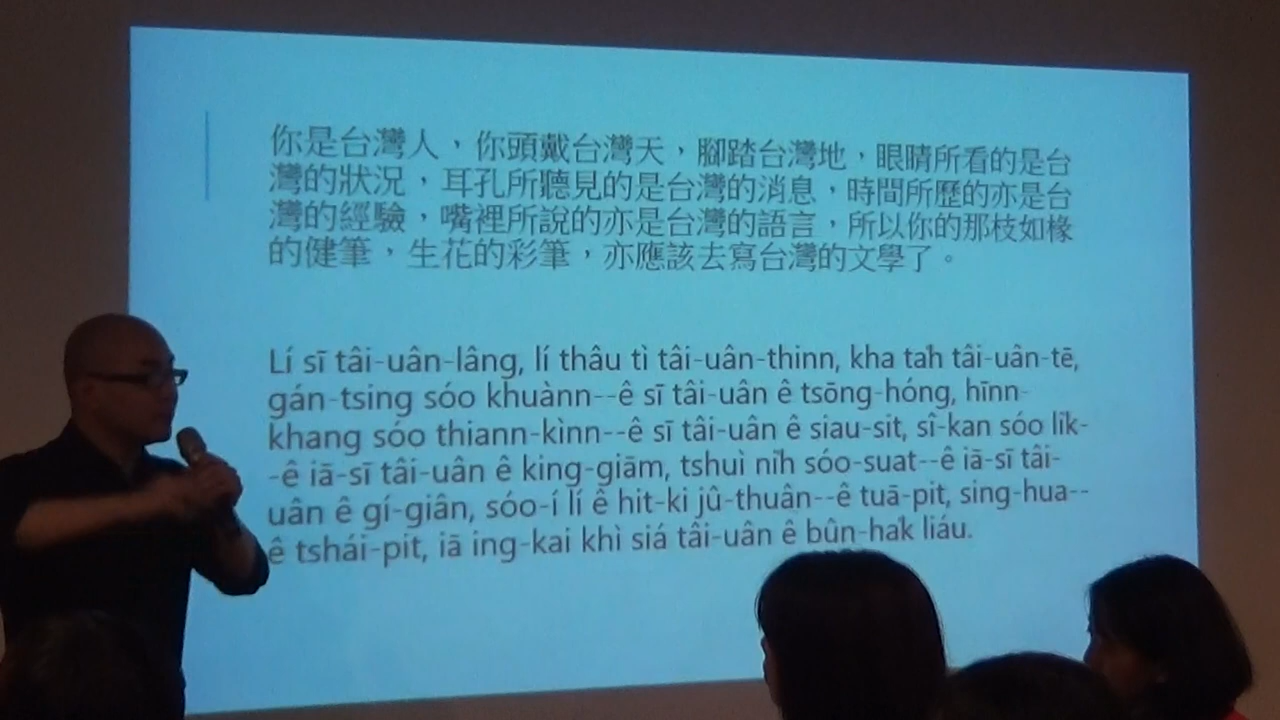 你是台灣人，你頭戴台灣天，腳踏台灣地，眼睛所看的是台
灣的狀況，耳孔所聽見的是台灣的消息，時間所歷的亦是台
灣的經驗，嘴裡所說的亦是台灣的語言，所以你的那枝如椽
的健筆，生花的彩筆，亦應該去寫台灣的文學了。
Lí sī tâi-uân-lâng, lí thâu tì tâi-uân-thinn, kha ta̍h tâi-uân-tē,
gán-tsing sóo khuànn--ê sī tâi-uân ê tsōng-hóng, hīnn-
khang sóo thiann-kìnn--ê sī tâi-uân ê siau-sit, sî-kan sóo li̍k-
-ê iā-sī tâi-uân ê king-giām, tshuì ni̍h sóo-suat--ê iā-sī tâi-
uân ê gí-giân, sóo-í lí ê hit-ki jû-thuân--ê tuā-pit, sing-hua--
ê tshái-pit, iā ing-kai khì siá tâi-uân ê bûn-ha̍k liáu.